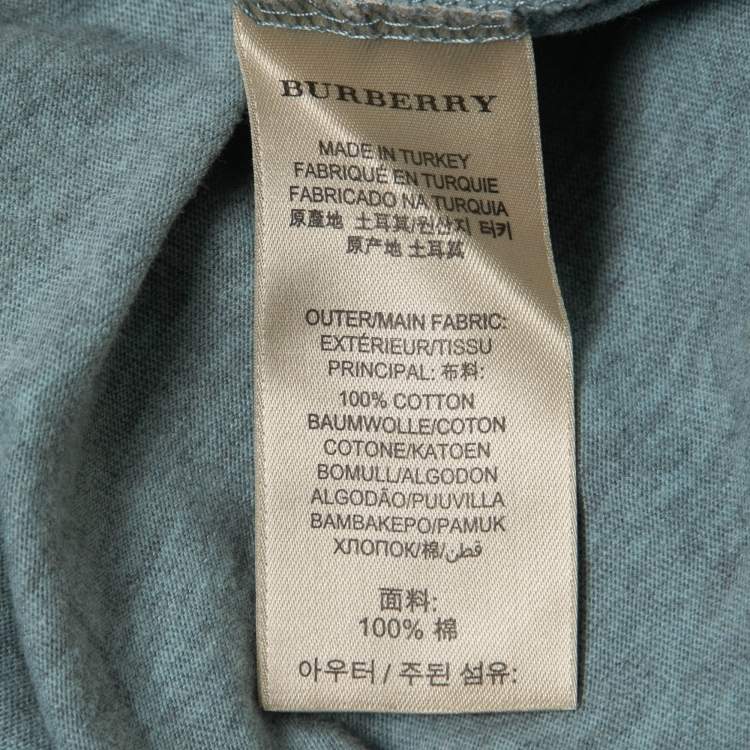 BURBERRY
MADE IN TURKEY
FABRIQUÉ EN TURQUIE
FABRICADO NA TURQUIA
原產地 土耳其/원산지 터키
原产地 土耳其
OUTER/MAIN FABRIC:
EXTÉRIEUR/TISSU
PRINCIPAL: 布料:
100% COTTON
BAUMWOLLE/COTON
COTONE/KATOEN
BOMULL/ALGODON
ALGODÃO/PUUVILLA
ΒΑΜΒΑΚΕΡΟ/PAMUK
ХЛОПОК/棉/قطن
面料:
100% 棉
아우터 / 주된 섬유: